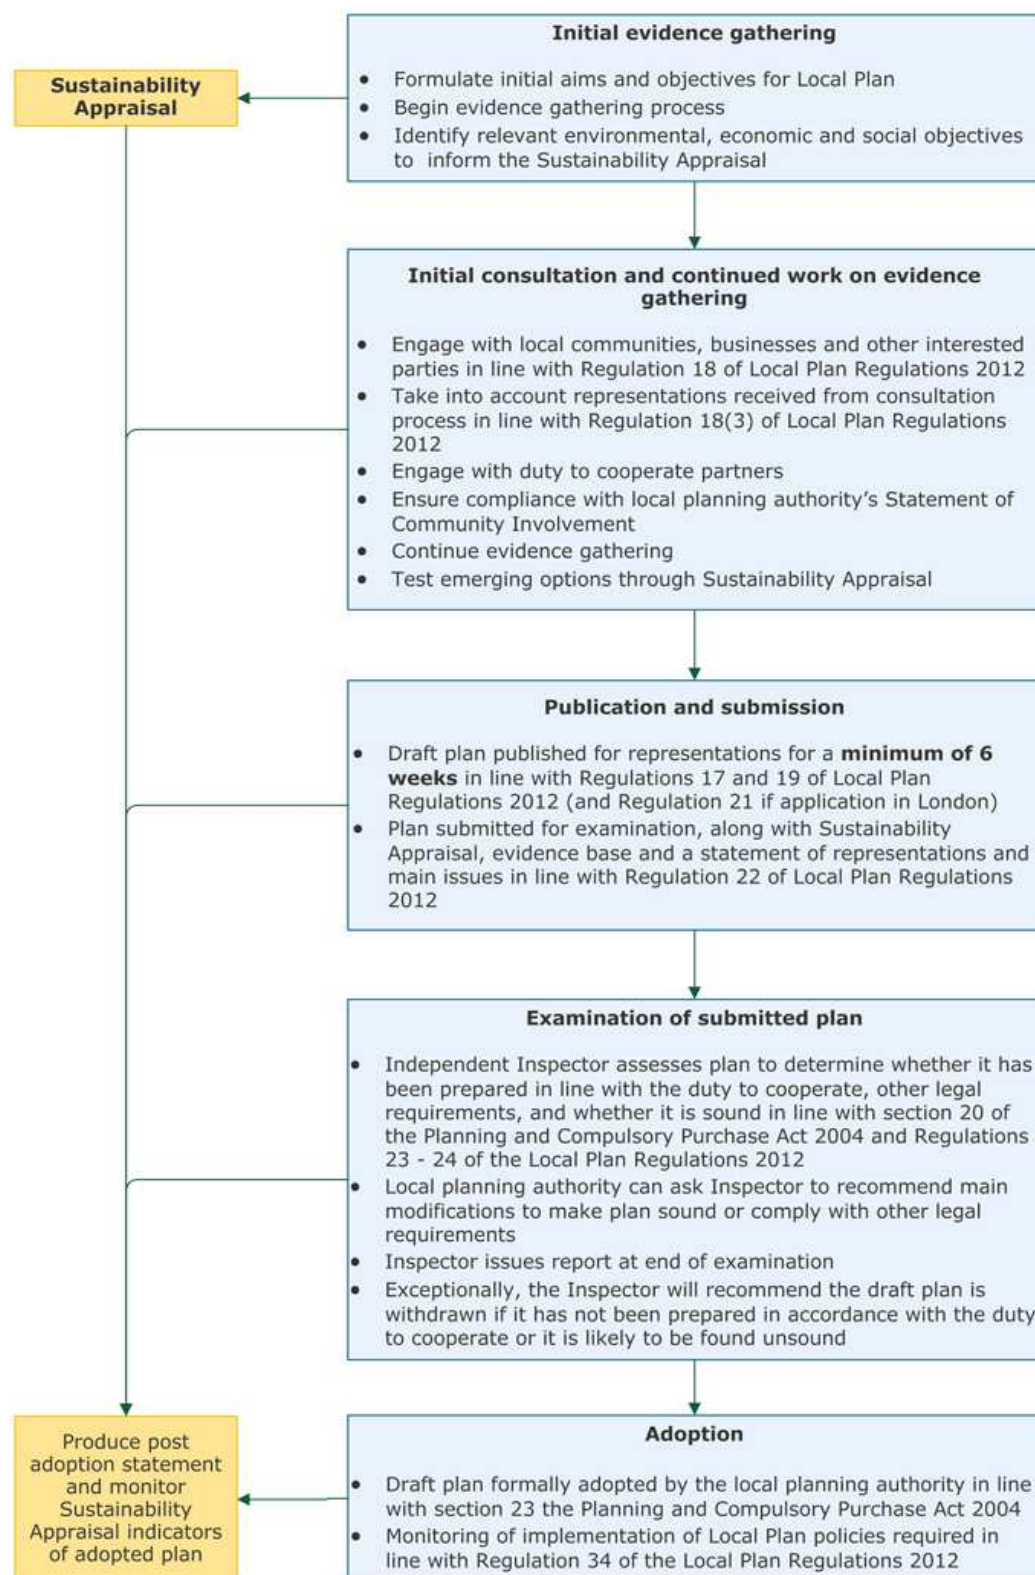 Initial evidence gathering
• Formulate initial aims and objectives for Local Plan
• Begin evidence gathering process
• Identify relevant environmental, economic and social objectives
to inform the Sustainability Appraisal
Sustainability
Appraisal
Initial consultation and continued work on evidence
gathering
• Engage with local communities, businesses and other interested
parties in line with Regulation 18 of Local Plan Regulations 2012
• Take into account representations received from consultation
process in line with Regulation 18(3) of Local Plan Regulations
2012
• Engage with duty to cooperate partners
• Ensure compliance with local planning authority's Statement of
Community Involvement
• Continue evidence gathering
• Test emerging options through Sustainability Appraisal
Publication and submission
• Draft plan published for representations for a minimum of 6
weeks in line with Regulations 17 and 19 of Local Plan
Regulations 2012 (and Regulation 21 if application in London)
• Plan submitted for examination, along with Sustainability
Appraisal, evidence base and a statement of representations and
main issues in line with Regulation 22 of Local Plan Regulations
2012
Examination of submitted plan
• Independent Inspector assesses plan to determine whether it has
been prepared in line with the duty to cooperate, other legal
requirements, and whether it is sound in line with section 20 of
the Planning and Compulsory Purchase Act 2004 and Regulations
23 - 24 of the Local Plan Regulations 2012
• Local planning authority can ask Inspector to recommend main
modifications to make plan sound or comply with other legal
requirements
• Inspector issues report at end of examination
• Exceptionally, the Inspector will recommend the draft plan is
withdrawn if it has not been prepared in accordance with the duty
to cooperate or it is likely to be found unsound
Adoption
• Draft plan formally adopted by the local planning authority in line
with section 23 the Planning and Compulsory Purchase Act 2004
• Monitoring of implementation of Local Plan policies required in
line with Regulation 34 of the Local Plan Regulations 2012
Produce post
adoption statement
and monitor
Sustainability
Appraisal indicators
of adopted plan